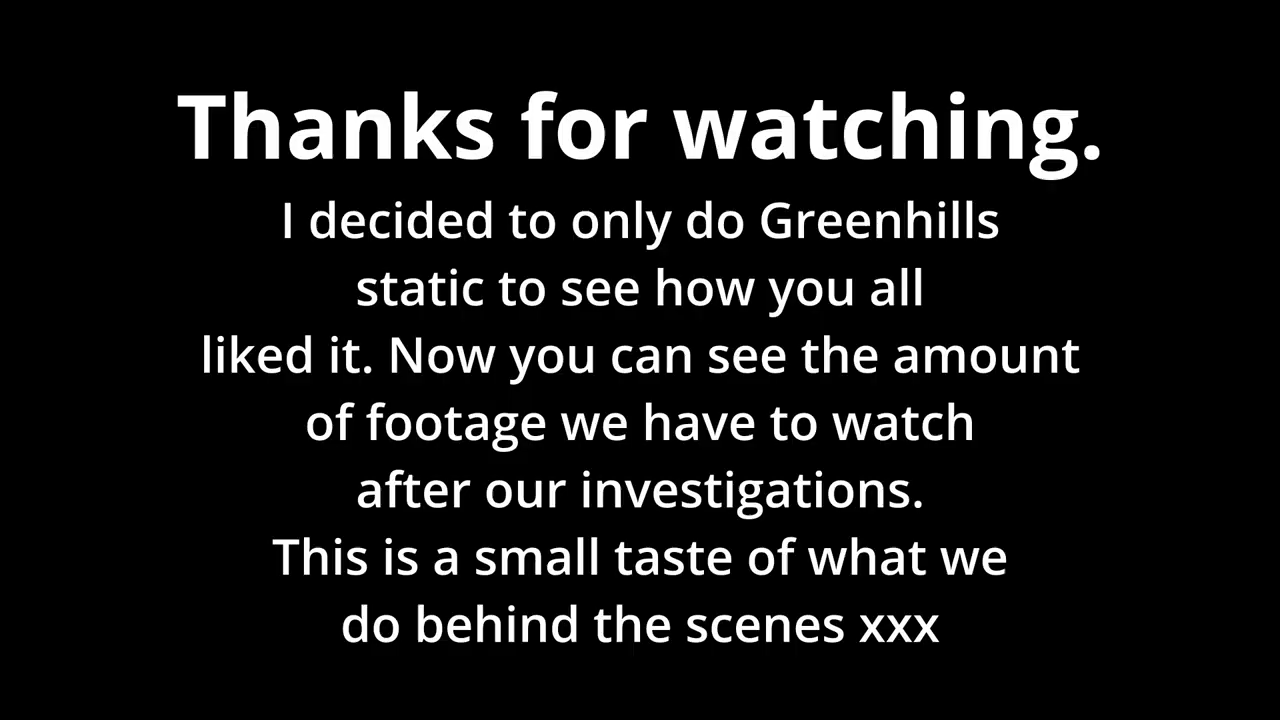 Thanks for watching.
I decided to only do Greenhills
static to see how you all
liked it. Now you can see the amount
of footage we have to watch
after our investigations.
This is a small taste of what we
do behind the scenes xxx